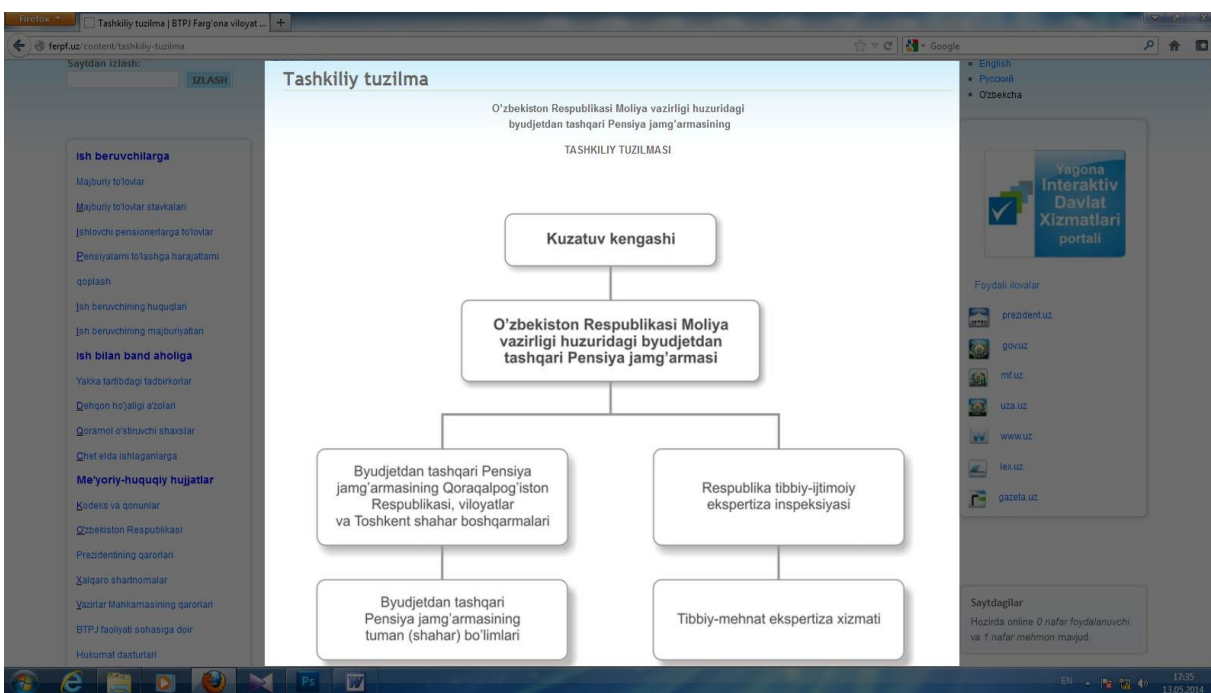 Firefox
Tashkiliy tuzilma | BTPJ Farg'ona viloyat ...
ferpf.uz/content/tashkiliy-tuzilma
Google
Saytdan izlash:
IZLASH
Ish beruvchilarga
Majburiy to'lovlar
Majburiy to'lovlar stavkalari
Ishlovchi pensionerlarga to'lovlar
Pensiyalarni to'lashga harajatlarni
qoplash
Ish beruvchining huquqlari
Ish beruvchining majburiyatlari
Ish bilan band aholiga
Yakka tartibdagi tadbirkorlar
Dehqon ho'jaligi a'zolari
Qoramol o'stiruvchi shaxslar
Chet elda ishlaganlarga
Me'yoriy-huquqiy hujjatlar
Kodeks va qonunlar
O'zbekiston Respublikasi
Prezidentining qarorlari
Xalqaro shartnomalar
Vazirlar Mahkamasining qarorlari
BTPJ faoliyati sohasiga doir
Hukumat dasturlari
Tashkiliy tuzilma
O'zbekiston Respublikasi Moliya vazirligi huzuridagi
byudjetdan tashqari Pensiya jamg'armasining
TASHKILIY TUZILMASI
Kuzatuv kengashi
O'zbekiston Respublikasi Moliya
vazirligi huzuridagi byudjetdan
tashqari Pensiya jamg'armasi
Byudjetdan tashqari Pensiya
jamg'armasining Qoraqalpog'iston
Respublikasi, viloyatlar
va Toshkent shahar boshqarmalari
Respublika tibbiy-ijtimoiy
ekspertiza inspeksiyasi
Byudjetdan tashqari
Pensiya jamg'armasining
tuman (shahar) bo'limlari
Tibbiy-mehnat ekspertiza xizmati
English
Русский
O'zbekcha
Yagona
Interaktiv
Davlat
Xizmatlari
portali
Foydali ilovalar
prezident.uz
gov.uz
mf.uz
uza.uz
www.uz
lex.uz
gazeta.uz
Saytdagilar
Hozirda online 0 nafar foydalanuvchi
va 1 nafar mehmon mavjud.
Ps
EN
17:35
13.05.2014